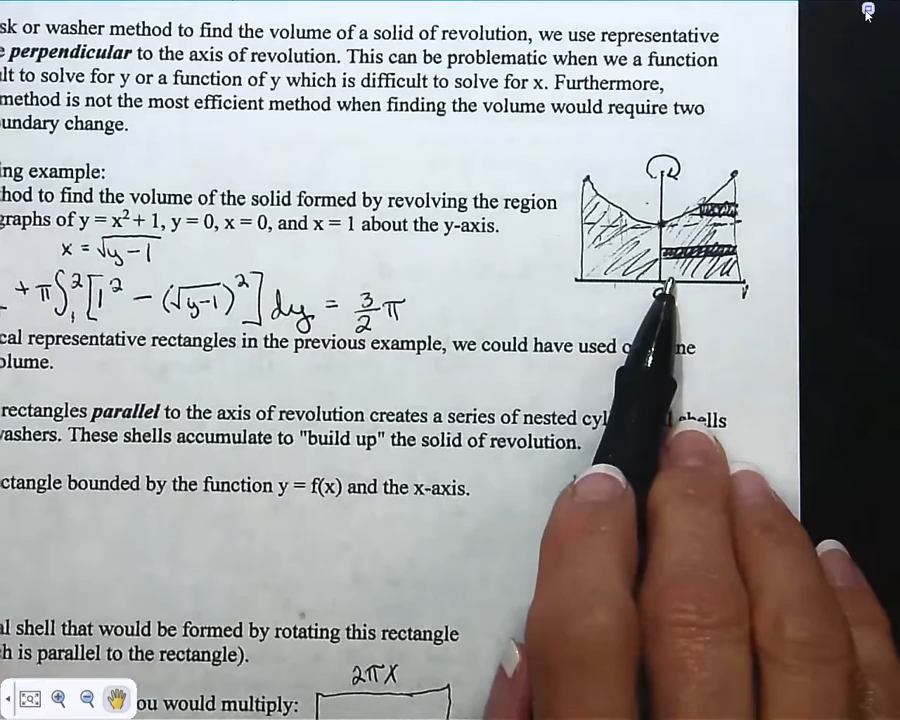 sk or washer method to find the volume of a solid of revolution, we use representative
e perpendicular to the axis of revolution. This can be problematic when we a function
lt to solve for y or a function of y which is difficult to solve for x. Furthermore,
method is not the most efficient method when finding the volume would require two
undary change.
ing example:
hod to find the volume of the solid formed by revolving the region
graphs of y = x² + 1, y = 0, x = 0, and x = 1 about the y-axis.
x = √y-1
+ π∫₁² [1² - (√y-1)²] dy = 3/2 π
cal representative rectangles in the previous example, we could have used ne
olume.
rectangles parallel to the axis of revolution creates a series of nested shells
vashers. These shells accumulate to "build up" the solid of revolution.
ctangle bounded by the function y = f(x) and the x-axis.
al shell that would be formed by rotating this rectangle
h is parallel to the rectangle).
2πx
ou would multiply: